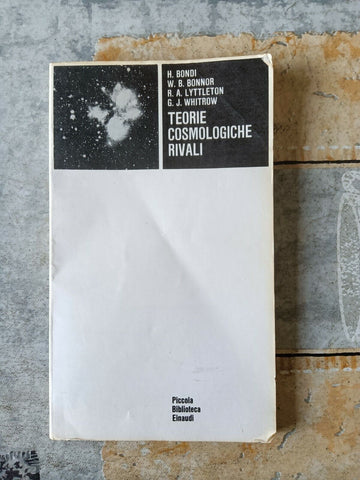 H. BONDI
W. B. BONNOR
R. A. LYTTLETON
G. J. WHITROW
TEORIE
COSMOLOGICHE
RIVALI
Piccola
Biblioteca
Einaudi